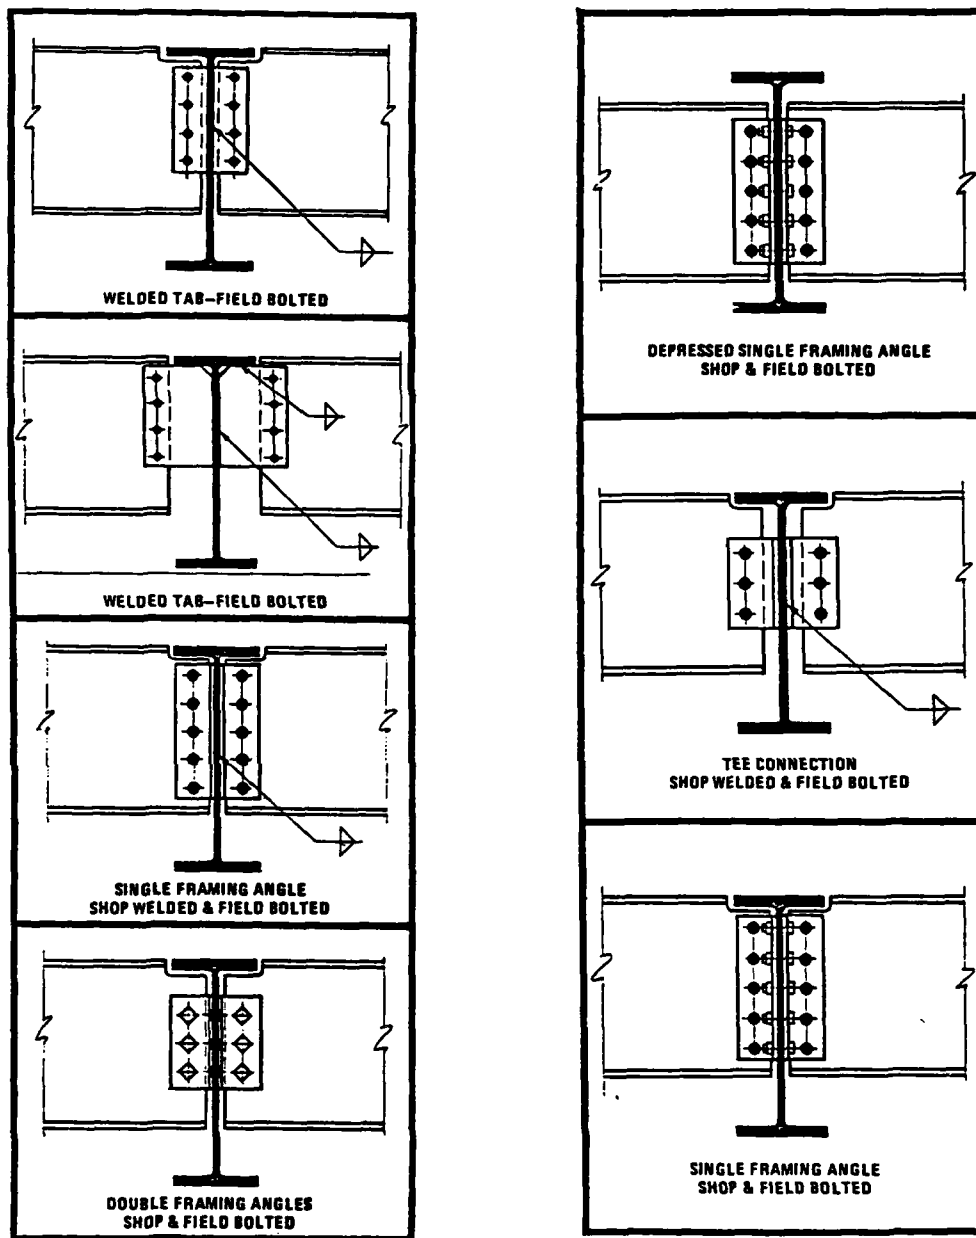 WELDED TAB–FIELD BOLTED
WELDED TAB–FIELD BOLTED
SINGLE FRAMING ANGLE
SHOP WELDED & FIELD BOLTED
DOUBLE FRAMING ANGLES
SHOP & FIELD BOLTED
DEPRESSED SINGLE FRAMING ANGLE
SHOP & FIELD BOLTED
TEE CONNECTION
SHOP WELDED & FIELD BOLTED
SINGLE FRAMING ANGLE
SHOP & FIELD BOLTED